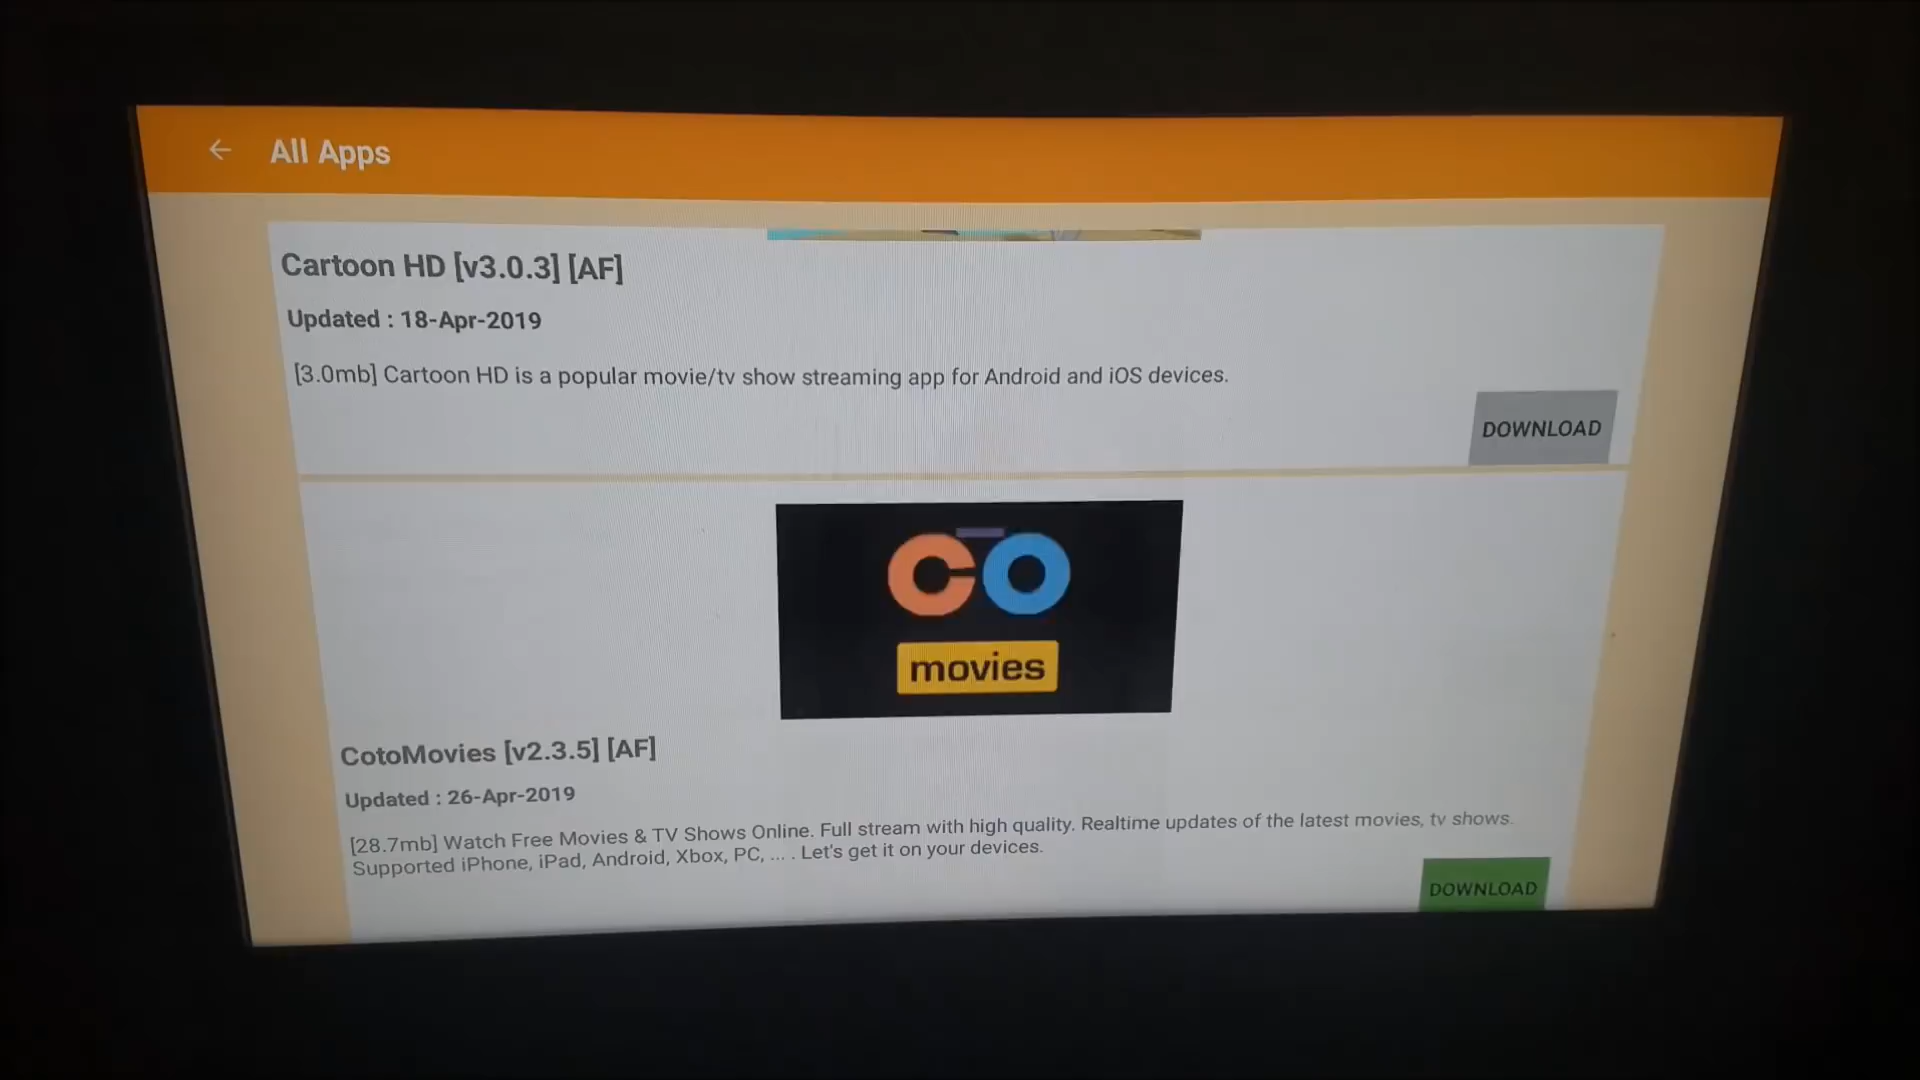 All Apps
Cartoon HD [v3.0.3] [AF]
Updated : 18-Apr-2019
[3.0mb] Cartoon HD is a popular movie/tv show streaming app for Android and iOS devices.
DOWNLOAD
CO
movies
CotoMovies [v2.3.5] [AF]
Updated : 26-Apr-2019
[28.7mb] Watch Free Movies & TV Shows Online. Full stream with high quality. Realtime updates of the latest movies, tv shows.
Supported iPhone, iPad, Android, Xbox, PC, ... . Let's get it on your devices.
DOWNLOAD